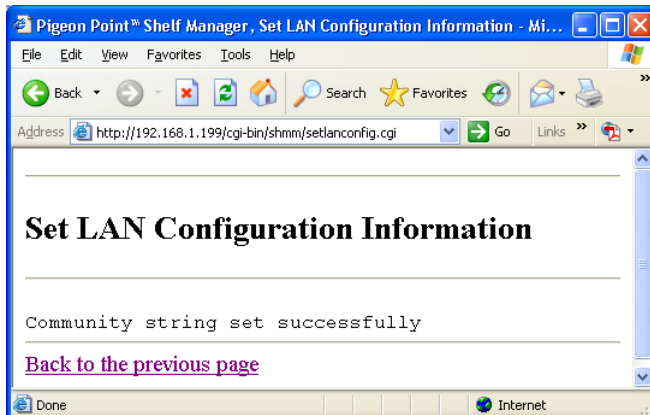 Pigeon Point™ Shelf Manager, Set LAN Configuration Information - Mi...
File Edit View Favorites Tools Help
Back Search Favorites »
Address http://192.168.1.199/cgi-bin/shmm/setlanconfig.cgi Go Links »
Set LAN Configuration Information
Community string set successfully
Back to the previous page
Done Internet